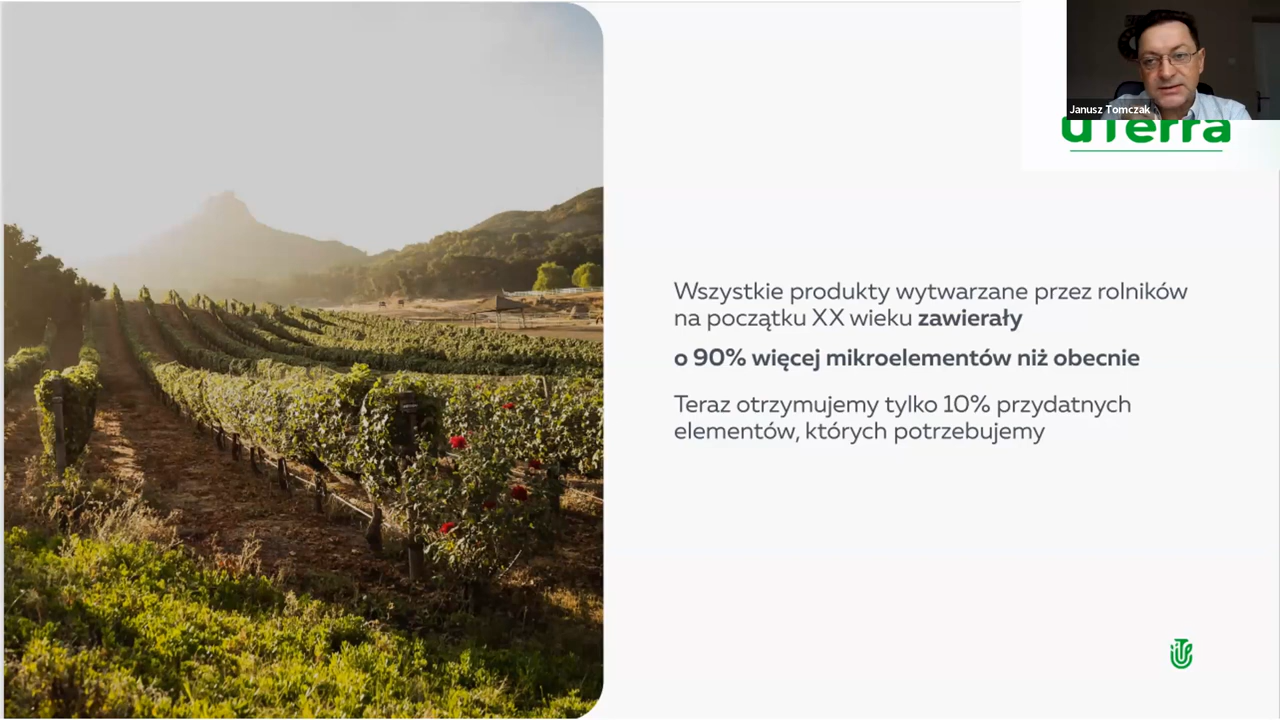 Janusz Tomczak
uTerra
Wszystkie produkty wytwarzane przez rolników
na początku XX wieku zawierały
o 90% więcej mikroelementów niż obecnie
Teraz otrzymujemy tylko 10% przydatnych
elementów, których potrzebujemy